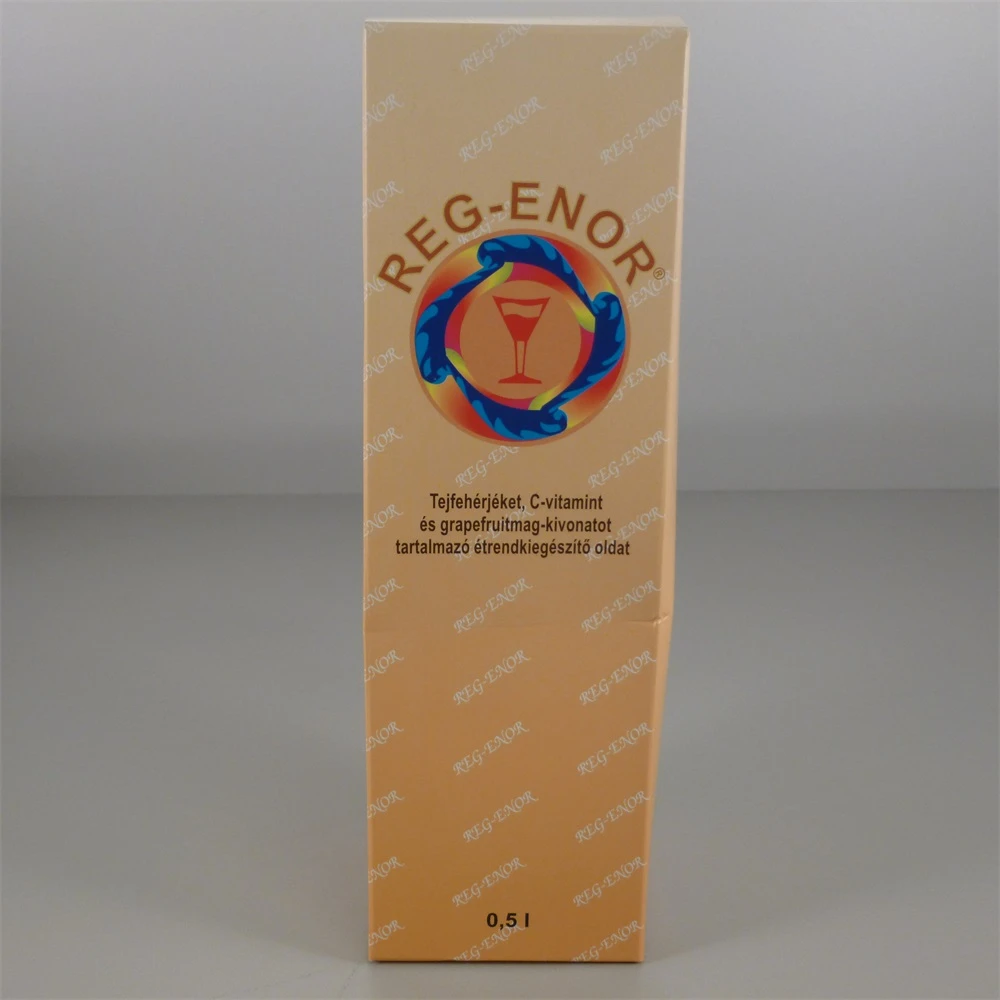 REG-ENOR®
Tejfehérjéket, C-vitamint
és grapefruitmag-kivonatot
tartalmazó étrendkiegészítő oldat
0,5 l